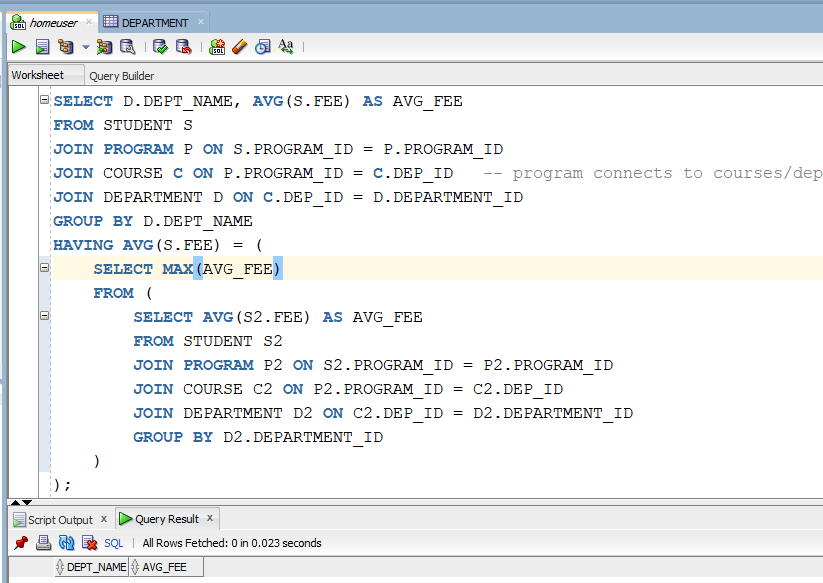 homeuser × DEPARTMENT ×
SQL SQL Aa
Worksheet Query Builder
SELECT D.DEPT_NAME, AVG(S.FEE) AS AVG_FEE
FROM STUDENT S
JOIN PROGRAM P ON S.PROGRAM_ID = P.PROGRAM_ID
JOIN COURSE C ON P.PROGRAM_ID = C.DEP_ID   -- program connects to courses/dep
JOIN DEPARTMENT D ON C.DEP_ID = D.DEPARTMENT_ID
GROUP BY D.DEPT_NAME
HAVING AVG(S.FEE) = (
    SELECT MAX(AVG_FEE)
    FROM (
        SELECT AVG(S2.FEE) AS AVG_FEE
        FROM STUDENT S2
        JOIN PROGRAM P2 ON S2.PROGRAM_ID = P2.PROGRAM_ID
        JOIN COURSE C2 ON P2.PROGRAM_ID = C2.DEP_ID
        JOIN DEPARTMENT D2 ON C2.DEP_ID = D2.DEPARTMENT_ID
        GROUP BY D2.DEPARTMENT_ID
    )
);
Script Output × Query Result ×
SQL | All Rows Fetched: 0 in 0.023 seconds
DEPT_NAME AVG_FEE